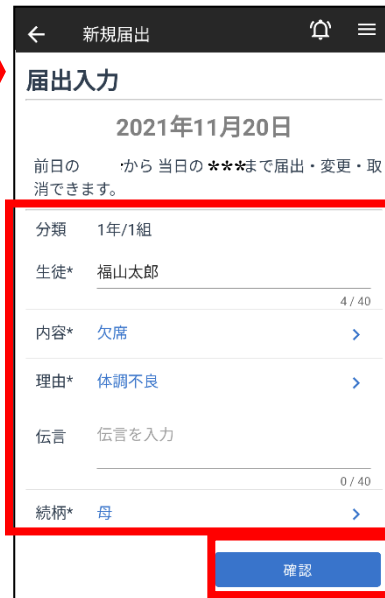 新規届出
届出入力
2021年11月20日
前日の から 当日の ***まで届出・変更・取
消できます。
分類 1年/1組
生徒* 福山太郎
4 / 40
内容* 欠席
理由* 体調不良
伝言 伝言を入力
0 / 40
続柄* 母
確認